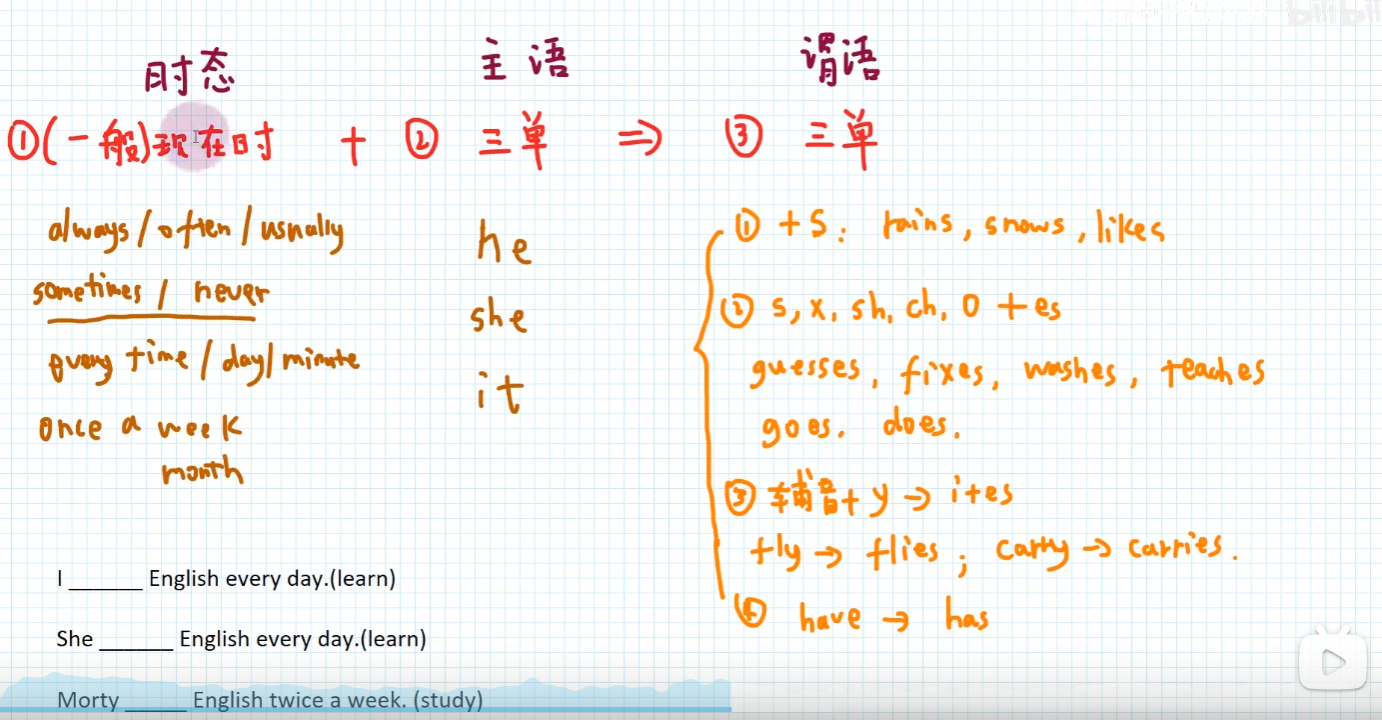 bilibili
时态 主语 谓语
①(一般)现在时 + ② 三单 => ③ 三单
always/often/usually
sometimes/ never
every time/day/minute
once a week
month
he
she
it
① +S: rains, snows, likes
② s, x, sh, ch, o +es
guesses, fixes, washes, teaches
goes. does.
③ 辅音+y→i+es
fly→flies; carry→carries.
④ have→has
I ______ English every day.(learn)
She ______ English every day.(learn)
Morty _____ English twice a week. (study)